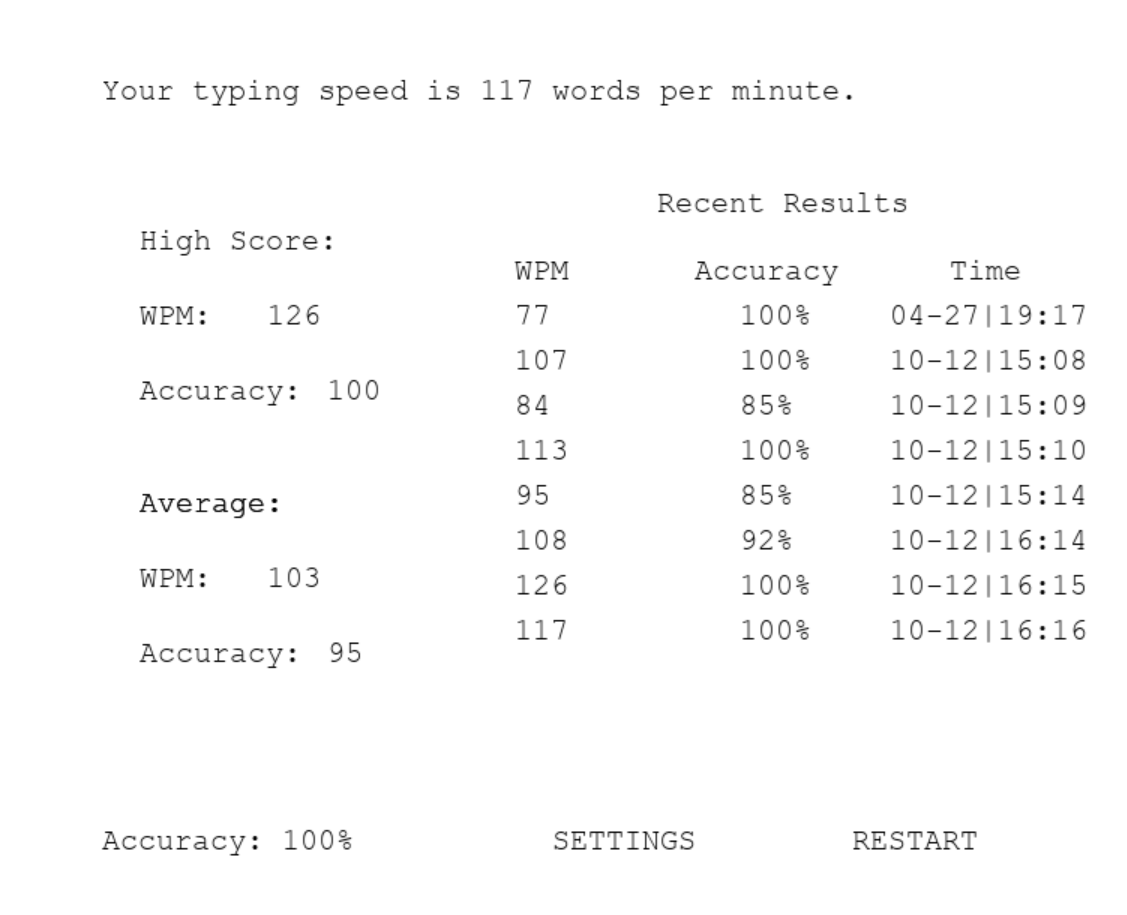 Your typing speed is 117 words per minute.
Recent Results
High Score:
WPM: 126
Accuracy: 100
Average:
WPM: 103
Accuracy: 95
WPM Accuracy Time
77 100% 04-27|19:17
107 100% 10-12|15:08
84 85% 10-12|15:09
113 100% 10-12|15:10
95 85% 10-12|15:14
108 92% 10-12|16:14
126 100% 10-12|16:15
117 100% 10-12|16:16
Accuracy: 100% SETTINGS RESTART